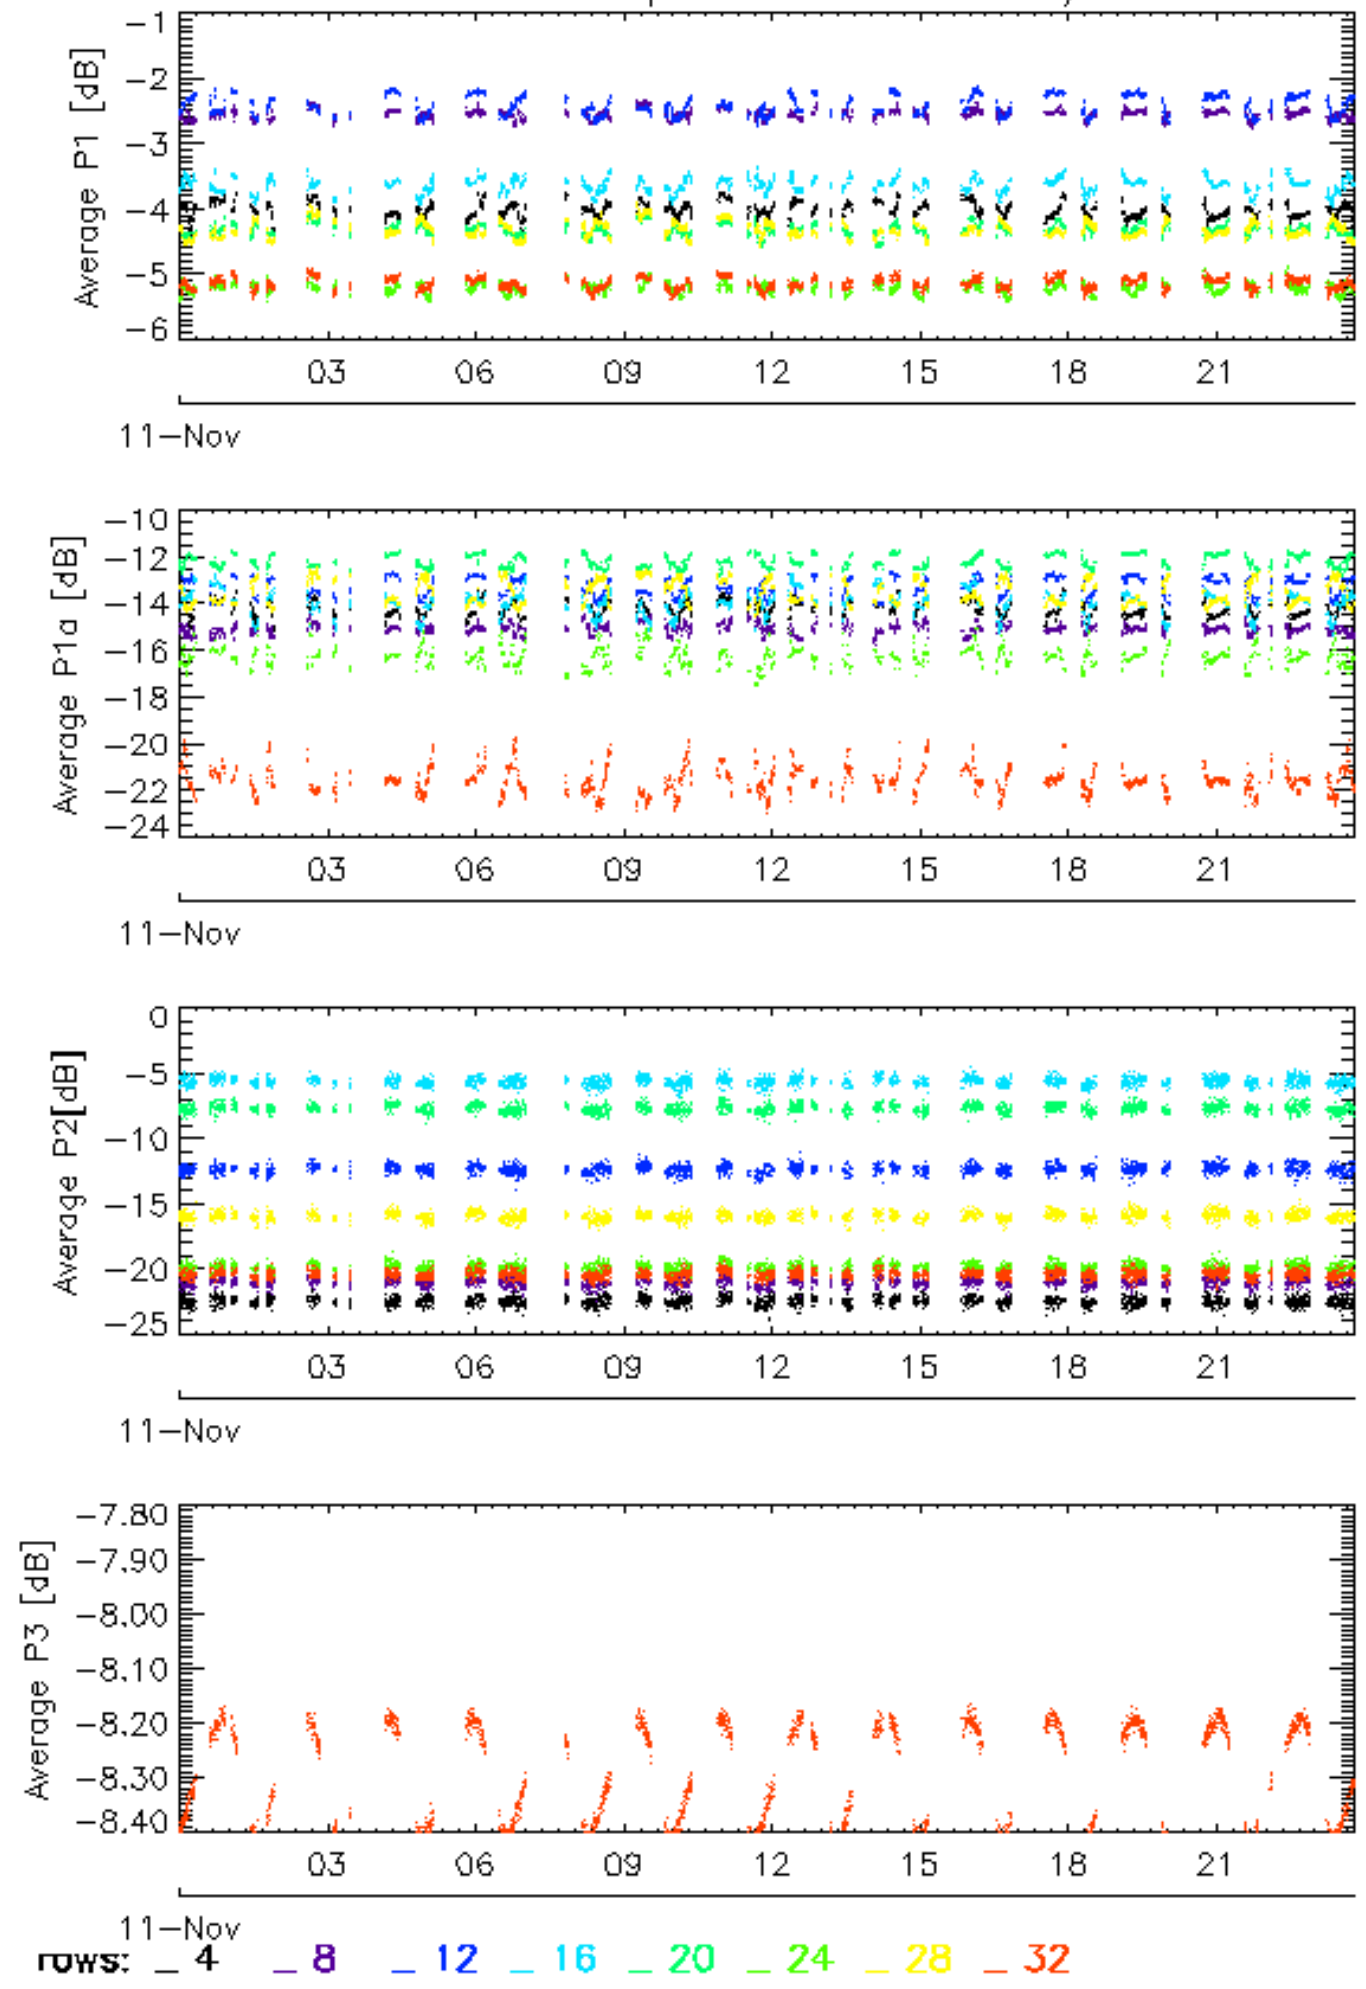 Average P1 [dB]
−1
−2
−3
−4
−5
−6
03 06 09 12 15 18 21
11−Nov
Average P1a [dB]
−10
−12
−14
−16
−18
−20
−22
−24
03 06 09 12 15 18 21
11−Nov
Average P2[dB]
0
−5
−10
−15
−20
−25
03 06 09 12 15 18 21
11−Nov
Average P3 [dB]
−7.80
−7.90
−8.00
−8.10
−8.20
−8.30
−8.40
03 06 09 12 15 18 21
11−Nov
rows: _ 4 _ 8 _ 12 _ 16 _ 20 _ 24 _ 28 _ 32